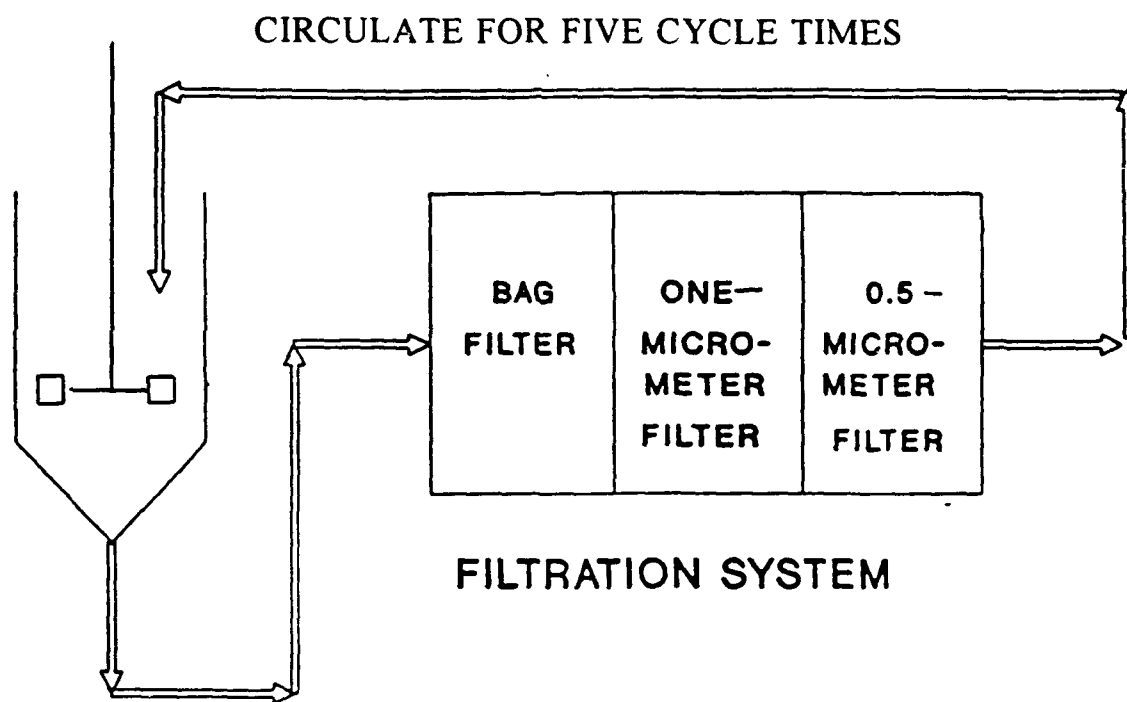 CIRCULATE FOR FIVE CYCLE TIMES
BAG
FILTER
ONE—
MICRO-
METER
FILTER
0.5 –
MICRO-
METER
FILTER
FILTRATION SYSTEM